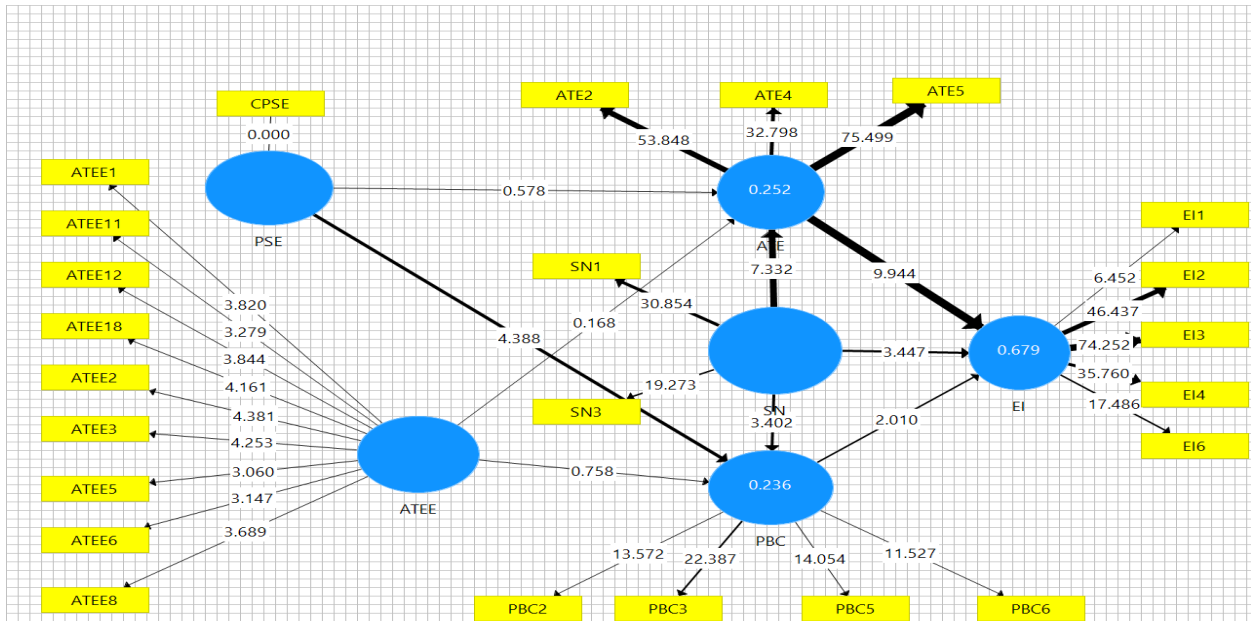 ATE2
ATE4
ATE5
CPSE
0.000
53.848
32.798
75.499
ATEE1
0.578
0.252
ATEE11
PSE
ATE
EI1
ATEE12
SN1
7.332
9.944
6.452
EI2
3.820
30.854
46.437
ATEE18
3.279
0.168
4.388
EI3
74.252
3.844
3.447
0.679
ATEE2
4.161
19.273
35.760
EI4
4.381
SN3
SN
EI
17.486
ATEE3
4.253
3.402
2.010
EI6
3.060
0.758
ATEE5
3.147
0.236
ATEE
ATEE6
3.689
PBC
13.572
22.387
14.054
11.527
ATEE8
PBC2
PBC3
PBC5
PBC6